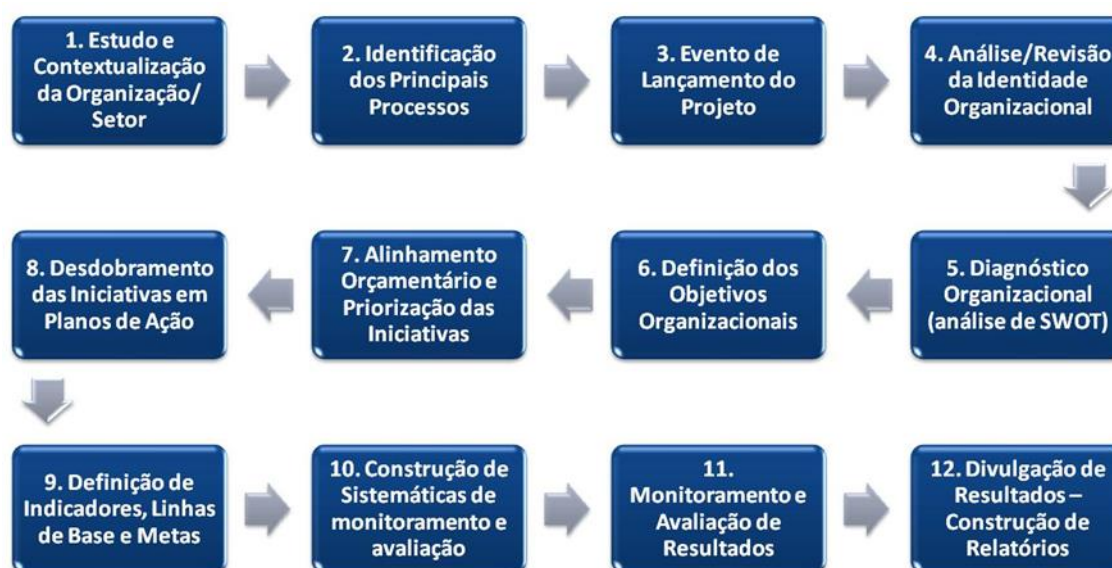 1. Estudo e
Contextualização
da Organização/
Setor
2. Identificação
dos Principais
Processos
3. Evento de
Lançamento do
Projeto
4. Análise/Revisão
da Identidade
Organizacional
5. Diagnóstico
Organizacional
(análise de SWOT)
6. Definição dos
Objetivos
Organizacionais
7. Alinhamento
Orçamentário e
Priorização das
Iniciativas
8. Desdobramento
das Iniciativas em
Planos de Ação
9. Definição de
Indicadores, Linhas
de Base e Metas
10. Construção de
Sistemáticas de
monitoramento e
avaliação
11.
Monitoramento e
Avaliação de
Resultados
12. Divulgação de
Resultados –
Construção de
Relatórios